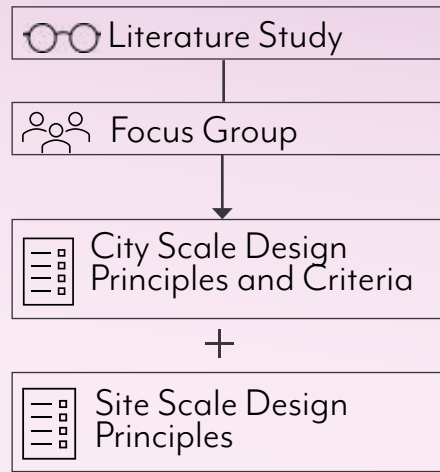 Literature Study
Focus Group
City Scale Design
Principles and Criteria
+
Site Scale Design
Principles